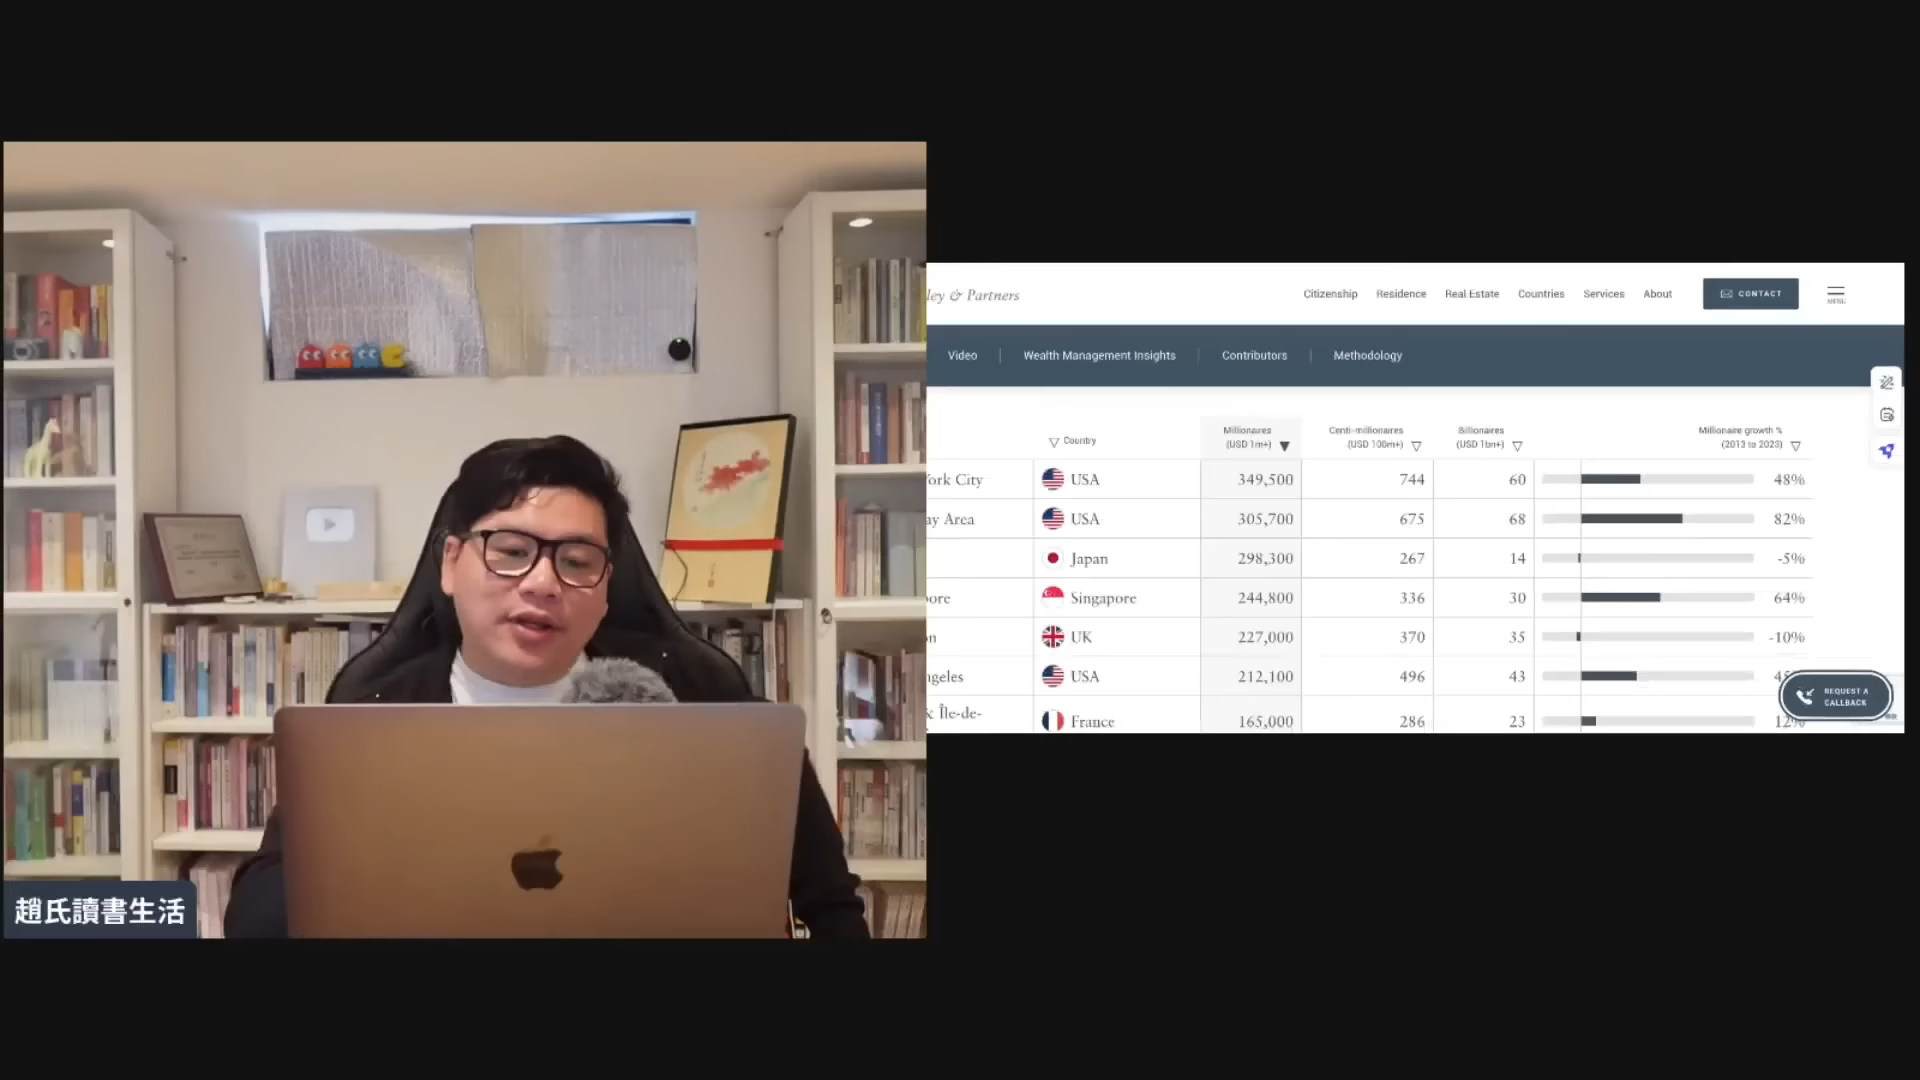 趙氏讀書生活
ley & Partners
Citizenship Residence Real Estate Countries Services About CONTACT MENU
Video Wealth Management Insights Contributors Methodology
Country Millionaires (USD 1m+) Centi-millionaires (USD 100m+) Billionaires (USD 1bn+) Millionaire growth % (2013 to 2023)
ork City USA 349,500 744 60 48%
ay Area USA 305,700 675 68 82%
Japan 298,300 267 14 -5%
ore Singapore 244,800 336 30 64%
n UK 227,000 370 35 -10%
ngeles USA 212,100 496 43
& Île-de- France 165,000 286 23 12%
REQUEST A
CALLBACK